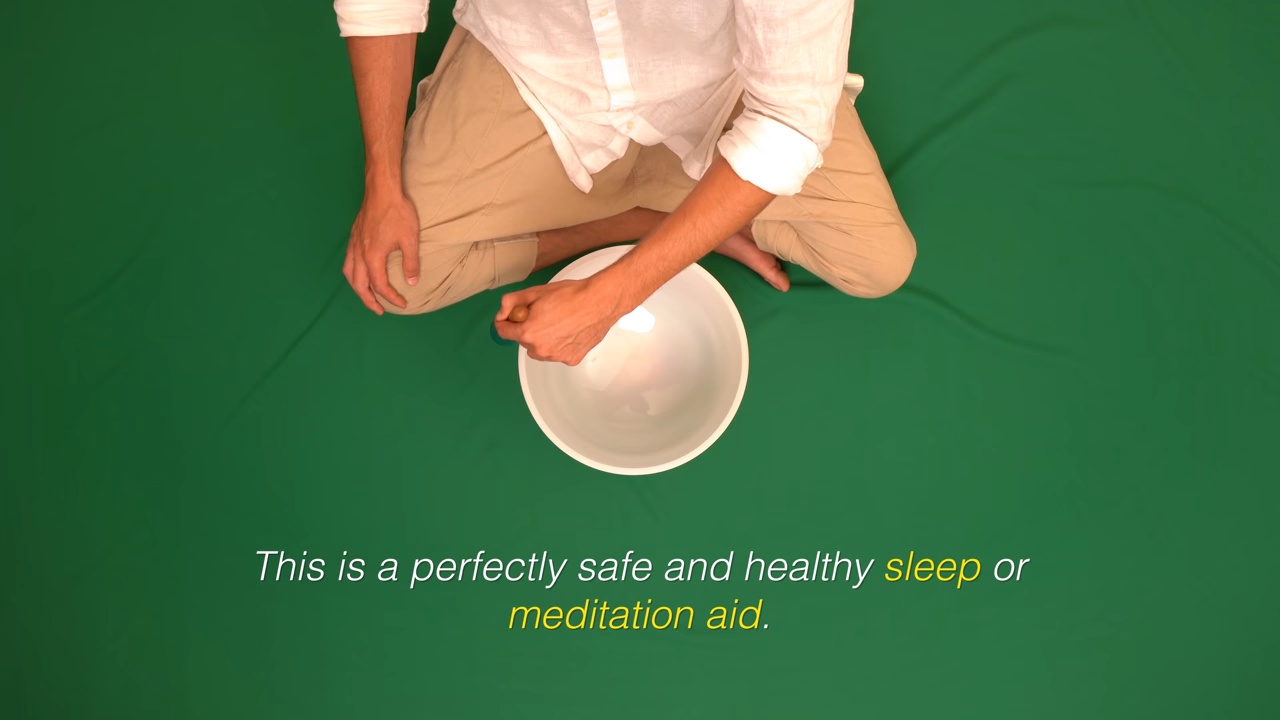 This is a perfectly safe and healthy sleep or
meditation aid.